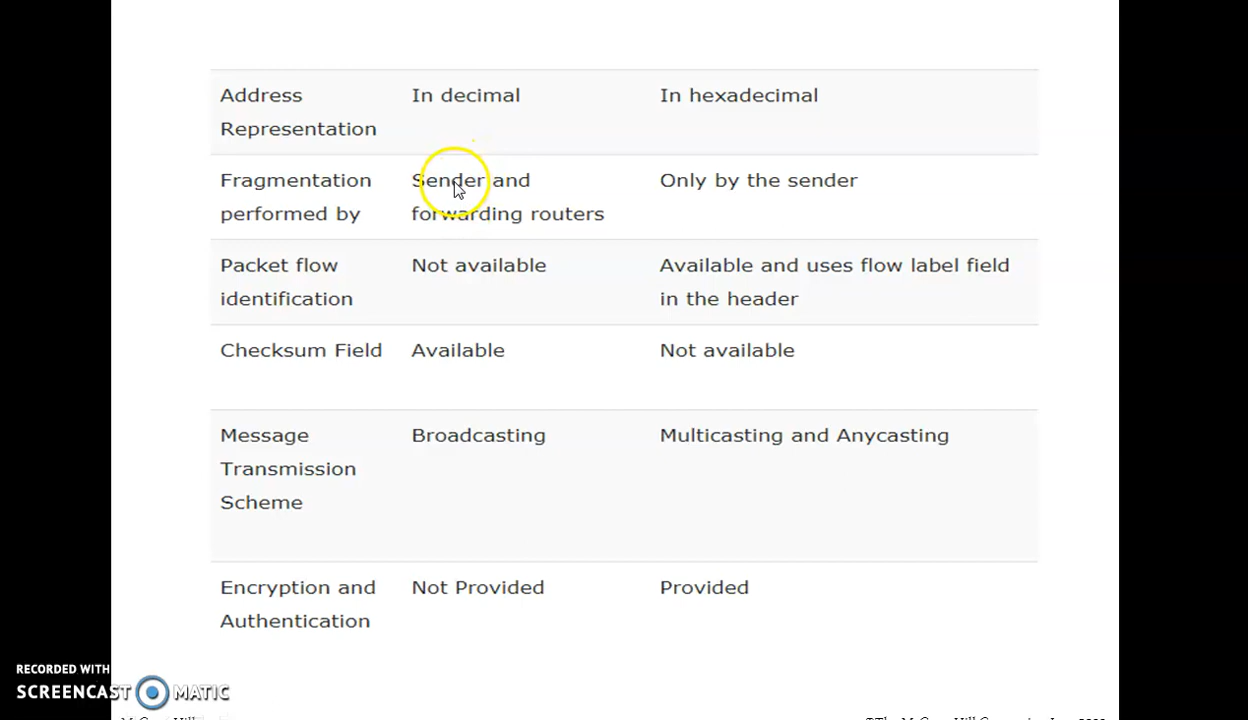 Address In decimal In hexadecimal
Representation
Fragmentation Sender and Only by the sender
performed by forwarding routers
Packet flow Not available Available and uses flow label field
identification in the header
Checksum Field Available Not available
Message Broadcasting Multicasting and Anycasting
Transmission
Scheme
Encryption and Not Provided Provided
Authentication
RECORDED WITH
SCREENCAST MATIC